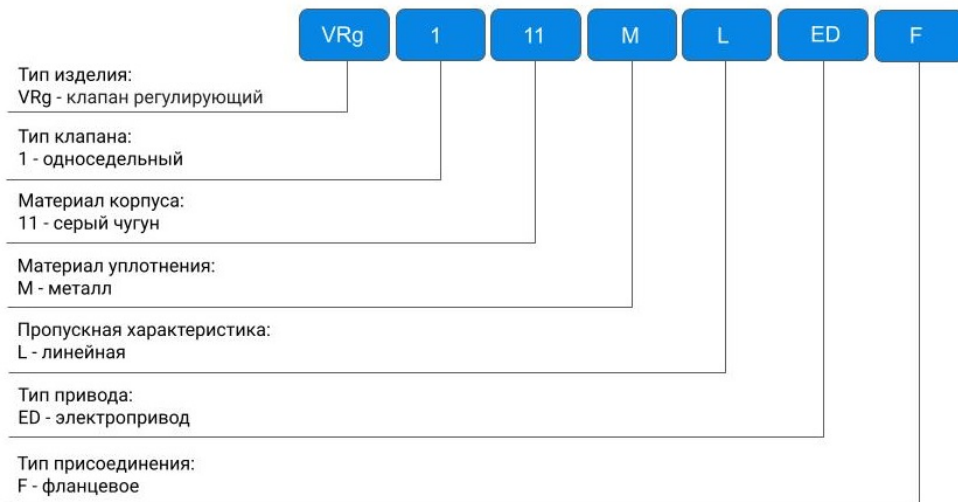 VRg 1 11 M L ED F
Тип изделия:
VRg - клапан регулирующий
Тип клапана:
1 - односедельный
Материал корпуса:
11 - серый чугун
Материал уплотнения:
М - металл
Пропускная характеристика:
L - линейная
Тип привода:
ED - электропривод
Тип присоединения:
F - фланцевое